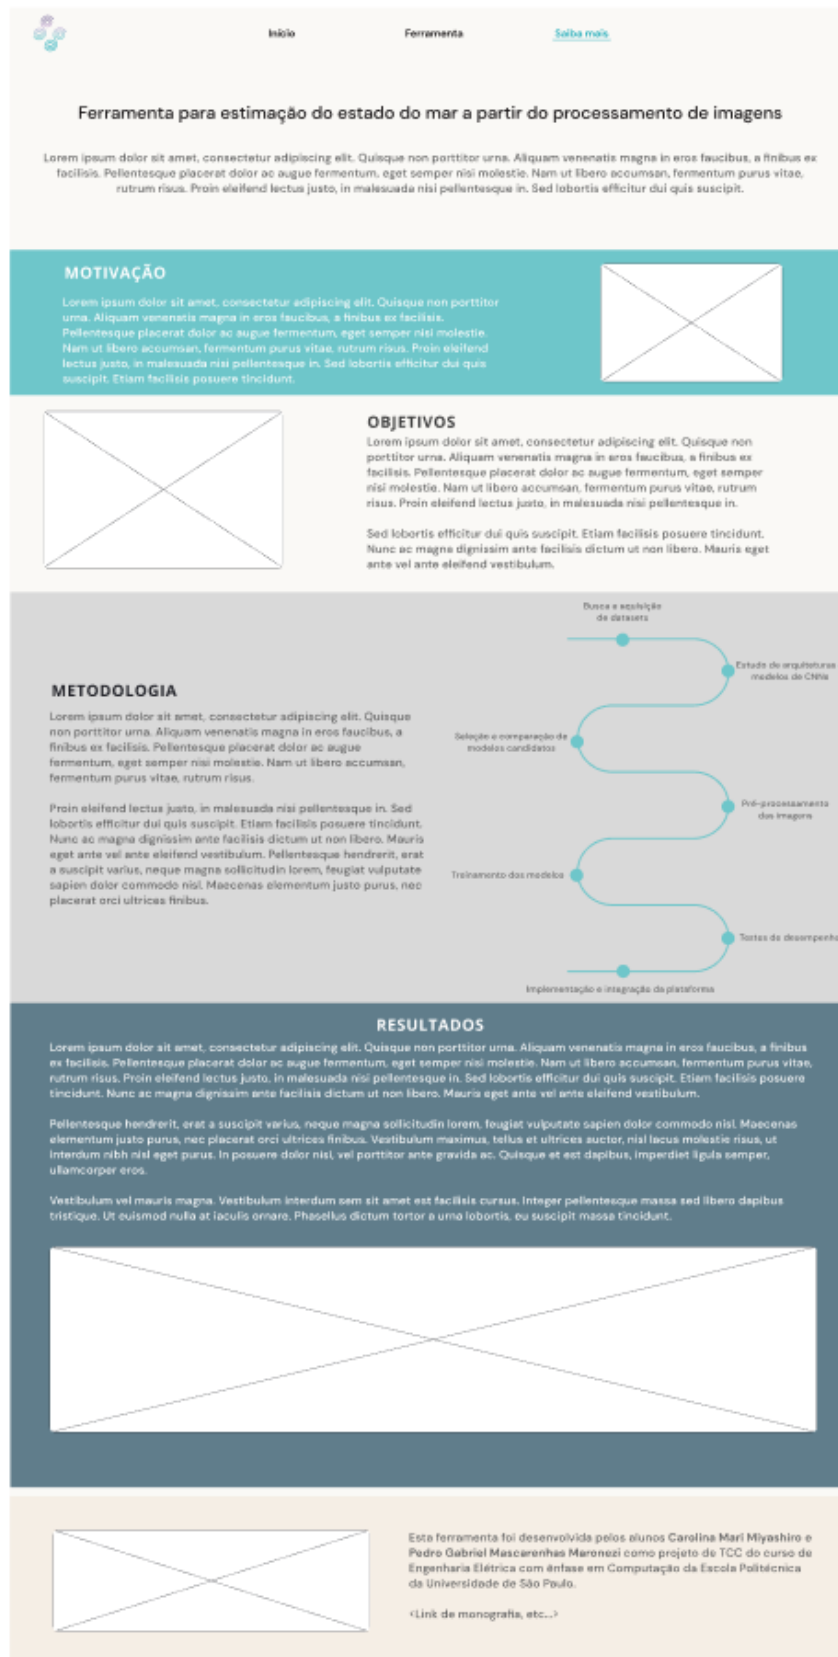 Início
Ferramenta
Saiba mais
Ferramenta para estimação do estado do mar a partir do processamento de imagens
Lorem ipsum dolor sit amet, consectetur adipiscing elit. Quisque non porttitor urna. Aliquam venenatis magna in eros faucibus, a finibus ex
facilisis. Pellentesque placerat dolor ac augue fermentum, eget semper nisi molestie. Nam ut libero accumsan, fermentum purus vitae,
rutrum risus. Proin eleifend lectus justo, in malesuada nisi pellentesque in. Sed lobortis efficitur dui quis suscipit.
MOTIVAÇÃO
Lorem ipsum dolor sit amet, consectetur adipiscing elit. Quisque non porttitor
urna. Aliquam venenatis magna in eros faucibus, a finibus ex facilisis.
Pellentesque placerat dolor ac augue fermentum, eget semper nisi molestie.
Nam ut libero accumsan, fermentum purus vitae, rutrum risus. Proin eleifend
lectus justo, in malesuada nisi pellentesque in. Sed lobortis efficitur dui quis
suscipit. Etiam facilisis posuere tincidunt.
OBJETIVOS
Lorem ipsum dolor sit amet, consectetur adipiscing elit. Quisque non
porttitor urna. Aliquam venenatis magna in eros faucibus, a finibus ex
facilisis. Pellentesque placerat dolor ac augue fermentum, eget semper
nisi molestie. Nam ut libero accumsan, fermentum purus vitae, rutrum
risus. Proin eleifend lectus justo, in malesuada nisi pellentesque in.
Sed lobortis efficitur dui quis suscipit. Etiam facilisis posuere tincidunt.
Nunc ac magna dignissim ante facilisis dictum ut non libero. Mauris eget
ante vel ante eleifend vestibulum.
METODOLOGIA
Lorem ipsum dolor sit amet, consectetur adipiscing elit. Quisque
non porttitor urna. Aliquam venenatis magna in eros faucibus, a
finibus ex facilisis. Pellentesque placerat dolor ac augue
fermentum, eget semper nisi molestie. Nam ut libero accumsan,
fermentum purus vitae, rutrum risus.
Proin eleifend lectus justo, in malesuada nisi pellentesque in. Sed
lobortis efficitur dui quis suscipit. Etiam facilisis posuere tincidunt.
Nunc ac magna dignissim ante facilisis dictum ut non libero. Mauris
eget ante vel ante eleifend vestibulum. Pellentesque hendrerit, erat
a suscipit varius, neque magna sollicitudin lorem, feugiat vulputate
sapien dolor commodo nisl. Maecenas elementum justo purus, nec
placerat orci ultrices finibus.
Busca e aquisição
de datasets
Estudo de arquiteturas
modelos de CNNs
Seleção e comparação de
modelos candidatos
Pré-processamento
das imagens
Treinamento dos modelos
Testes de desempenho
Implementação e integração da plataforma
RESULTADOS
Lorem ipsum dolor sit amet, consectetur adipiscing elit. Quisque non porttitor urna. Aliquam venenatis magna in eros faucibus, a finibus
ex facilisis. Pellentesque placerat dolor ac augue fermentum, eget semper nisi molestie. Nam ut libero accumsan, fermentum purus vitae,
rutrum risus. Proin eleifend lectus justo, in malesuada nisi pellentesque in. Sed lobortis efficitur dui quis suscipit. Etiam facilisis posuere
tincidunt. Nunc ac magna dignissim ante facilisis dictum ut non libero. Mauris eget ante vel ante eleifend vestibulum.
Pellentesque hendrerit, erat a suscipit varius, neque magna sollicitudin lorem, feugiat vulputate sapien dolor commodo nisl. Maecenas
elementum justo purus, nec placerat orci ultrices finibus. Vestibulum maximus, tellus et ultrices auctor, nisl lacus molestie risus, ut
interdum nibh nisl eget purus. In posuere dolor nisi, vel porttitor ante gravida ac. Quisque et est dapibus, imperdiet ligula semper,
ullamcorper eros.
Vestibulum vel mauris magna. Vestibulum interdum sem sit amet est facilisis cursus. Integer pellentesque massa sed libero dapibus
tristique. Ut euismod nulla at iaculis ornare. Phasellus dictum tortor a urna lobortis, eu suscipit massa tincidunt.
Esta ferramenta foi desenvolvida pelos alunos Carolina Mari Miyashiro e
Pedro Gabriel Mascarenhas Maronezi como projeto de TCC do curso de
Engenharia Elétrica com ênfase em Computação da Escola Politécnica
da Universidade de São Paulo.
<Link de monografia, etc...>